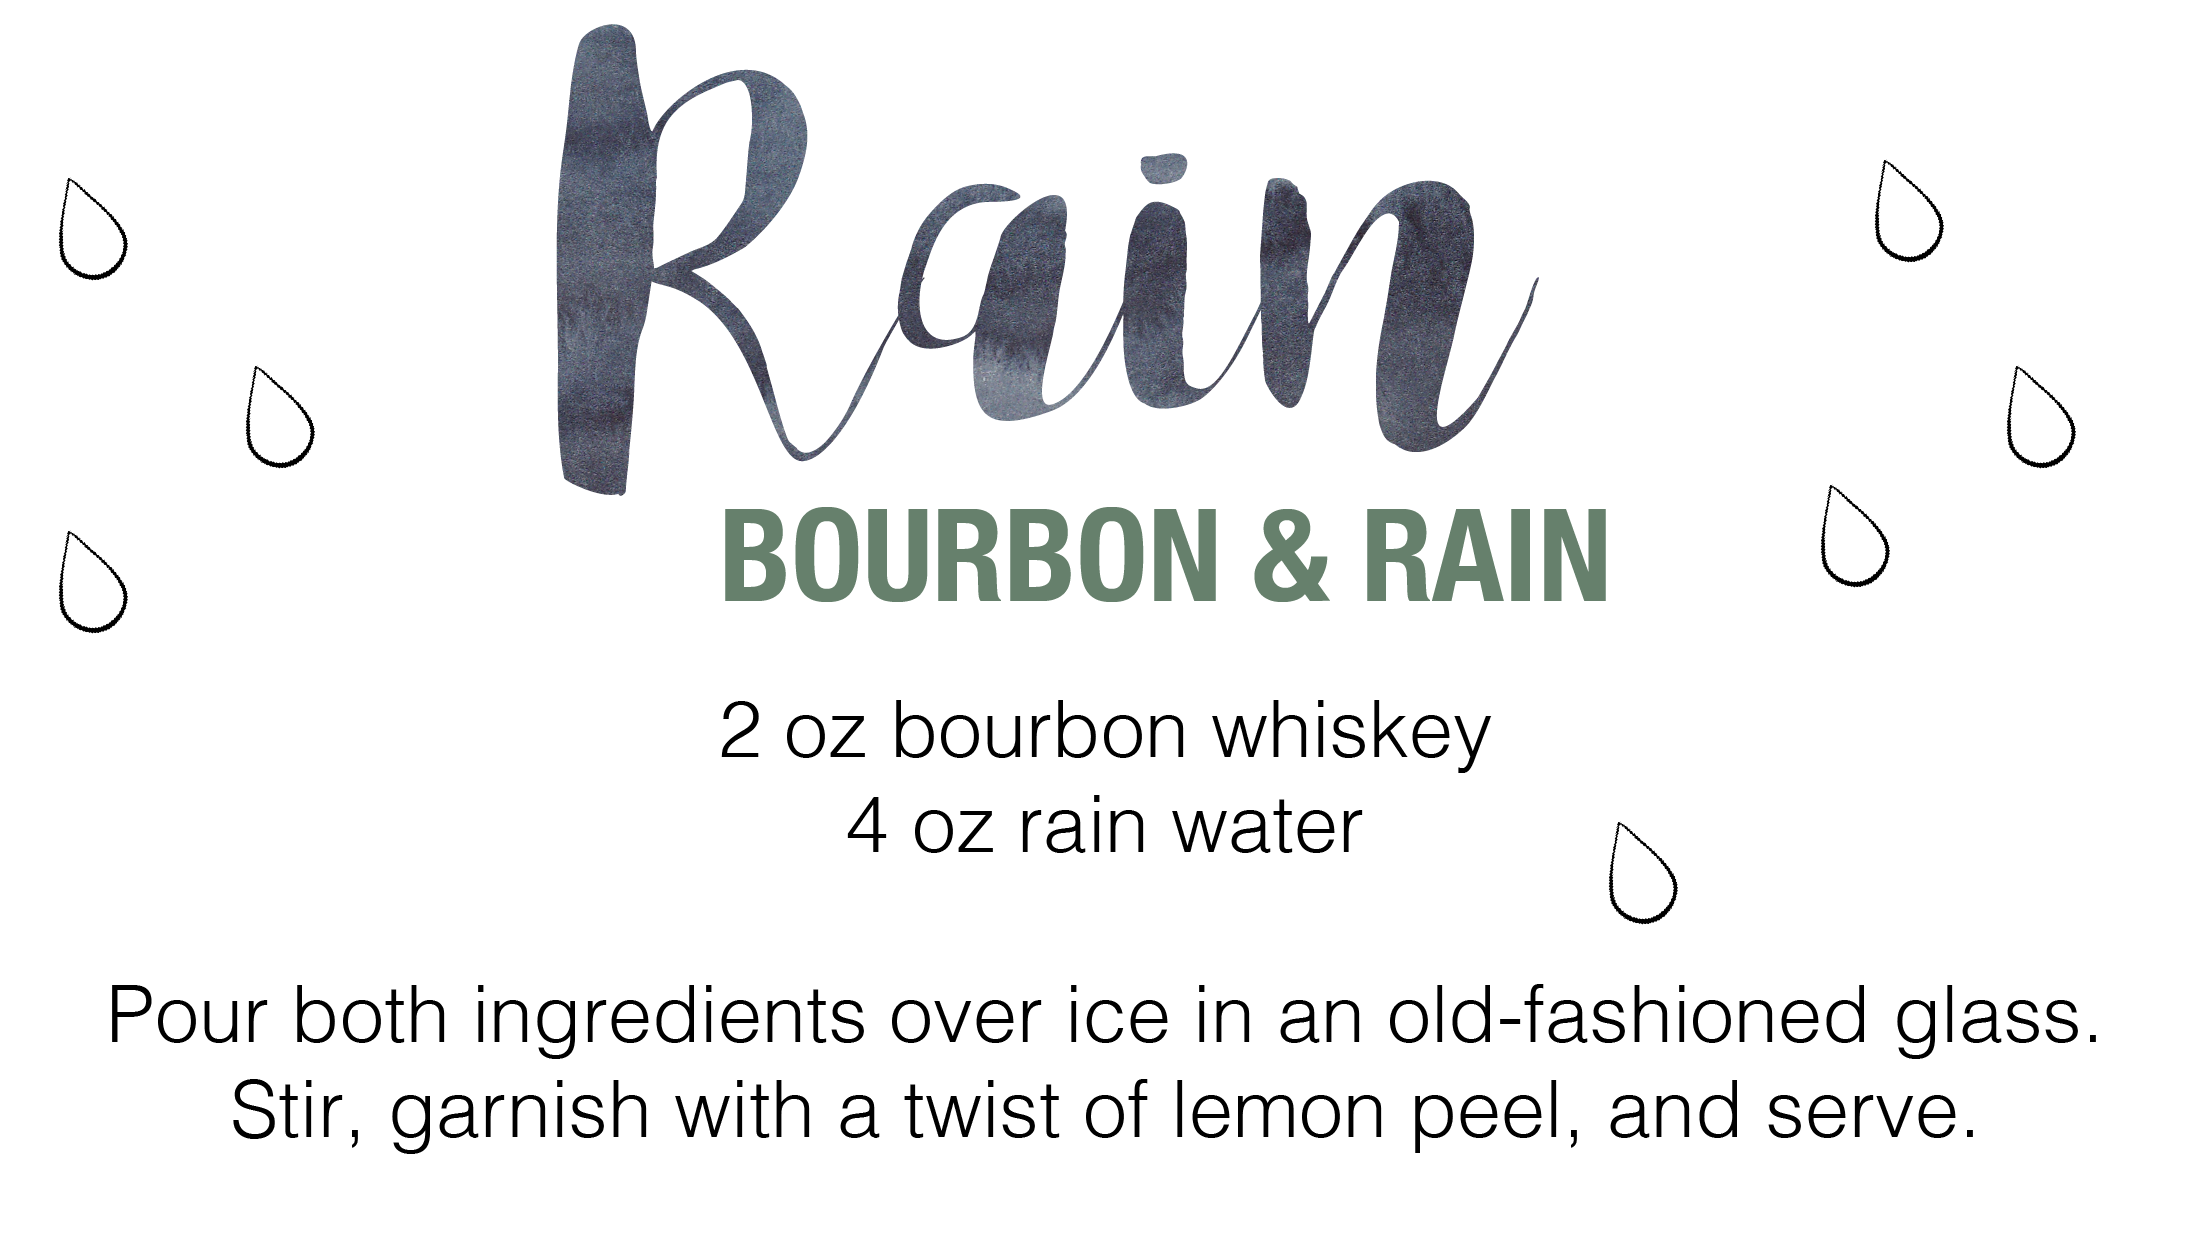 Rain
BOURBON & RAIN
2 oz bourbon whiskey
4 oz rain water
Pour both ingredients over ice in an old-fashioned glass.
Stir, garnish with a twist of lemon peel, and serve.